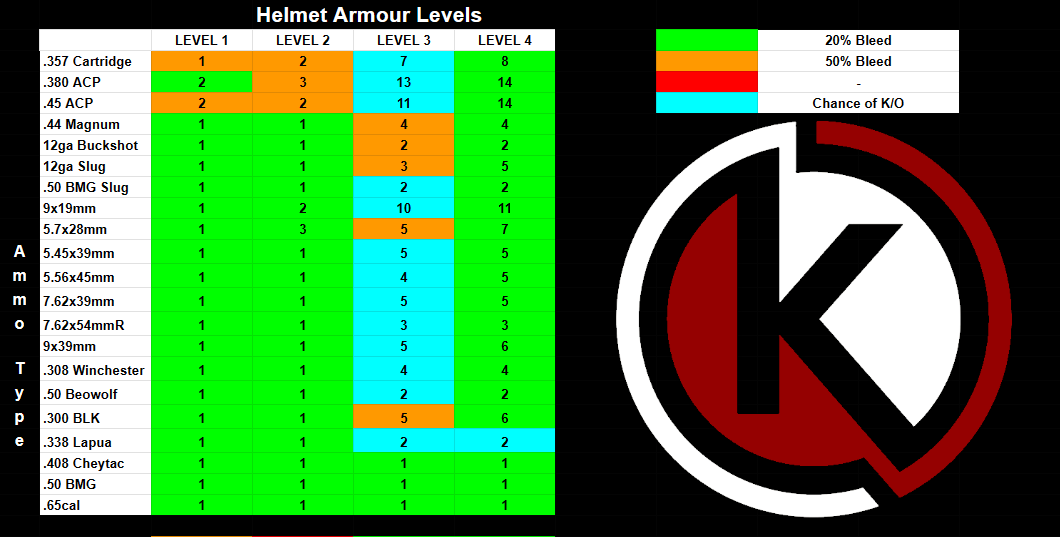 Helmet Armour Levels
LEVEL 1 LEVEL 2 LEVEL 3 LEVEL 4
.357 Cartridge 1 2 7 8
.380 ACP 2 3 13 14
.45 ACP 2 2 11 14
.44 Magnum 1 1 4 4
12ga Buckshot 1 1 2 2
12ga Slug 1 1 3 5
.50 BMG Slug 1 1 2 2
9x19mm 1 2 10 11
5.7x28mm 1 3 5 7
5.45x39mm 1 1 5 5
5.56x45mm 1 1 4 5
7.62x39mm 1 1 5 5
7.62x54mmR 1 1 3 3
9x39mm 1 1 5 6
.308 Winchester 1 1 4 4
.50 Beowolf 1 1 2 2
.300 BLK 1 1 5 6
.338 Lapua 1 1 2 2
.408 Cheytac 1 1 1 1
.50 BMG 1 1 1 1
.65cal 1 1 1 1
Ammo Type
20% Bleed
50% Bleed
-
Chance of K/O
K